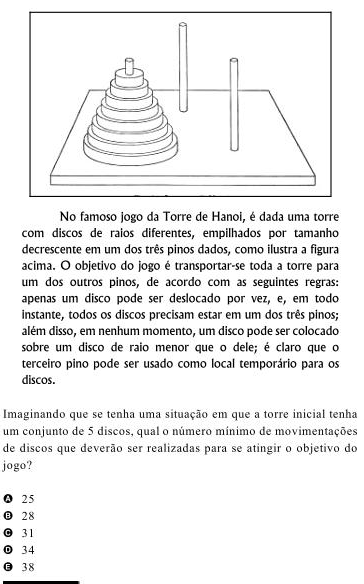 No famoso jogo da Torre de Hanoi, é dada uma torre
com discos de raios diferentes, empilhados por tamanho
decrescente em um dos três pinos dados, como ilustra a figura
acima. O objetivo do jogo é transportar-se toda a torre para
um dos outros pinos, de acordo com as seguintes regras:
apenas um disco pode ser deslocado por vez, e, em todo
instante, todos os discos precisam estar em um dos três pinos;
além disso, em nenhum momento, um disco pode ser colocado
sobre um disco de raio menor que o dele; é claro que o
terceiro pino pode ser usado como local temporário para os
discos.
Imaginando que se tenha uma situação em que a torre inicial tenha
um conjunto de 5 discos, qual o número mínimo de movimentações
de discos que deverão ser realizadas para se atingir o objetivo do
jogo?
A 25
B 28
C 31
D 34
E 38